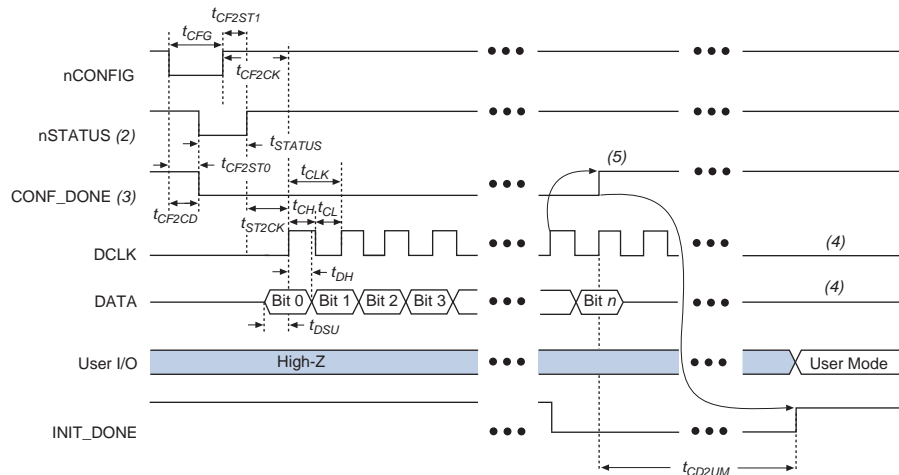 tCF2ST1
tCFG
nCONFIG
tCF2CK
nSTATUS (2)
tSTATUS
tCF2ST0
tCLK
(5)
CONF_DONE (3)
tCF2CD
tST2CK
tCH
tCL
DCLK
(4)
tDH
DATA
Bit 0
Bit 1
Bit 2
Bit 3
Bit n
(4)
tDSU
User I/O
High-Z
User Mode
INIT_DONE
tCD2UM